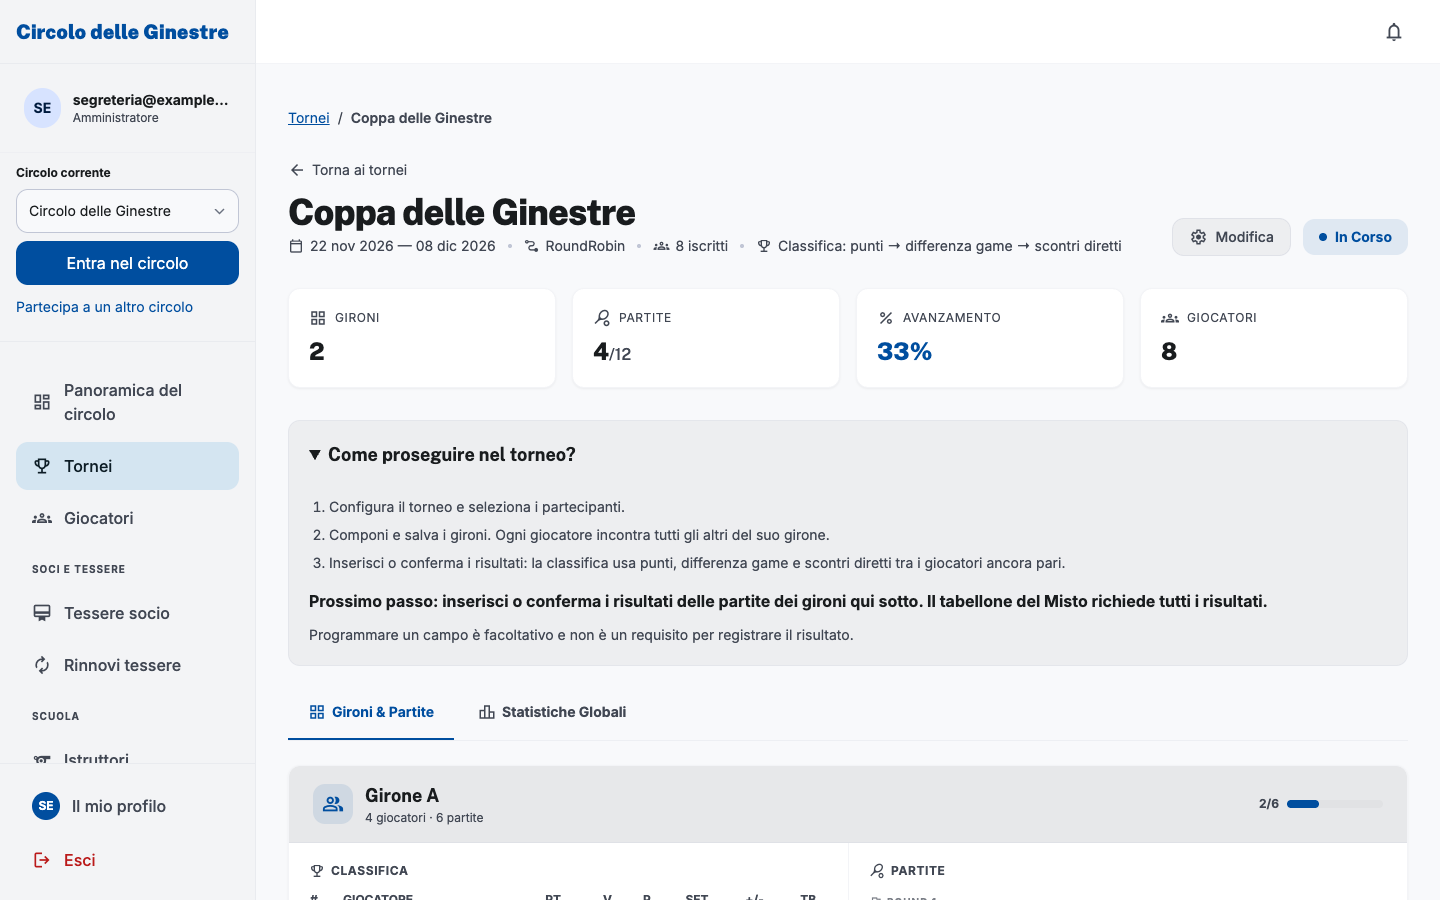 Circolo delle Ginestre
SE
segreteria@example...
Amministratore
Circolo corrente
Circolo delle Ginestre
Entra nel circolo
Partecipa a un altro circolo
Panoramica del
circolo
Tornei
Giocatori
SOCI E TESSERE
Tessere socio
Rinnovi tessere
SCUOLA
Istruttori
SE
Il mio profilo
Esci
Tornei / Coppa delle Ginestre
Torna ai tornei
Coppa delle Ginestre
22 nov 2026 — 08 dic 2026 • RoundRobin • 8 iscritti • Classifica: punti → differenza game → scontri diretti
Modifica
In Corso
GIRONI
2
PARTITE
4/12
AVANZAMENTO
33%
GIOCATORI
8
▼ Come proseguire nel torneo?
1. Configura il torneo e seleziona i partecipanti.
2. Componi e salva i gironi. Ogni giocatore incontra tutti gli altri del suo girone.
3. Inserisci o conferma i risultati: la classifica usa punti, differenza game e scontri diretti tra i giocatori ancora pari.
Prossimo passo: inserisci o conferma i risultati delle partite dei gironi qui sotto. Il tabellone del Misto richiede tutti i risultati.
Programmare un campo è facoltativo e non è un requisito per registrare il risultato.
Gironi & Partite
Statistiche Globali
Girone A
4 giocatori · 6 partite
2/6
CLASSIFICA
# GIOCATORE PT V P SET +/- TB
PARTITE
ROUND 1